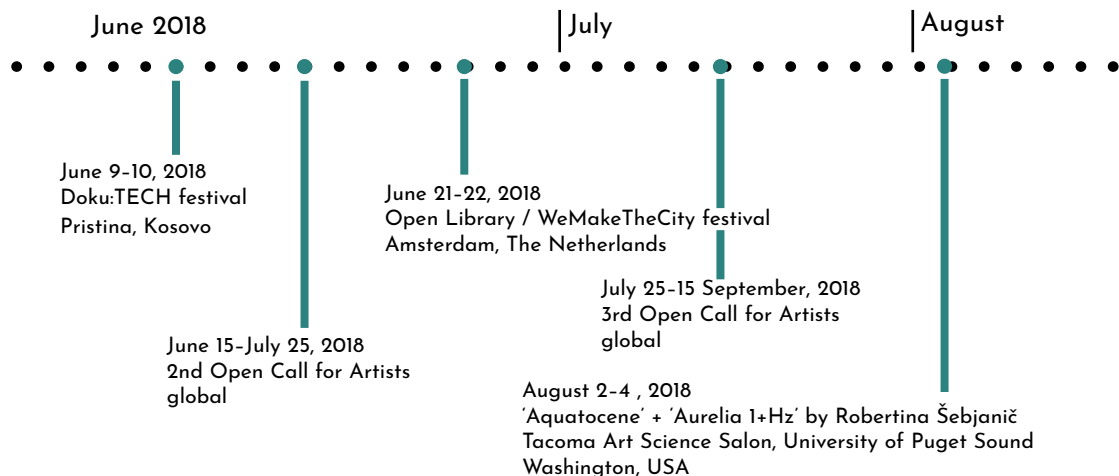 June 2018
July
August
June 9–10, 2018
Doku:TECH festival
Pristina, Kosovo
June 15–July 25, 2018
2nd Open Call for Artists
global
June 21–22, 2018
Open Library / WeMakeTheCity festival
Amsterdam, The Netherlands
July 25–15 September, 2018
3rd Open Call for Artists
global
August 2–4 , 2018
‘Aquatocene’ + ‘Aurelia 1+Hz’ by Robertina Šebjanič
Tacoma Art Science Salon, University of Puget Sound
Washington, USA